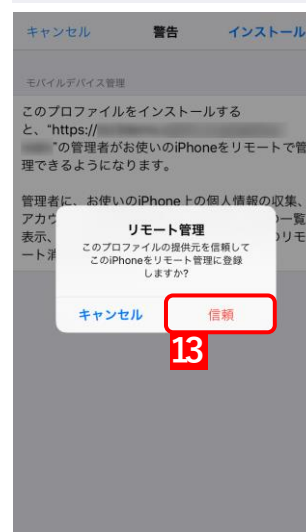 キャンセル 警告 インストール
モバイルデバイス管理
このプロファイルをインストールする
と、"https://
"の管理者がお使いのiPhoneをリモートで管
理できるようになります。
管理者に、お使いのiPhone上の個人情報の収集、
アカウ の一覧
表示、 リモ
ート消
リモート管理
このプロファイルの提供元を信頼して
このiPhoneをリモート管理に登録
しますか?
キャンセル 信頼
13